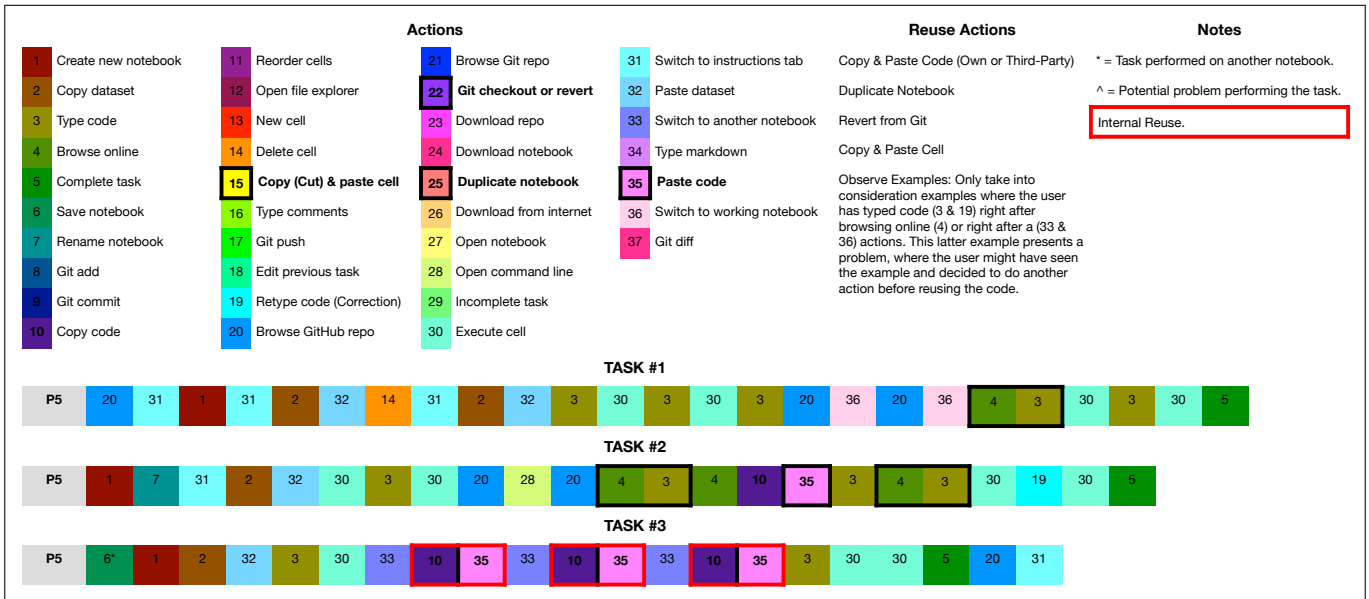 Actions
Reuse Actions
Notes
1 Create new notebook
2 Copy dataset
3 Type code
4 Browse online
5 Complete task
6 Save notebook
7 Rename notebook
8 Git add
9 Git commit
10 Copy code
11 Reorder cells
12 Open file explorer
13 New cell
14 Delete cell
15 Copy (Cut) & paste cell
16 Type comments
17 Git push
18 Edit previous task
19 Retype code (Correction)
20 Browse GitHub repo
21 Browse Git repo
22 Git checkout or revert
23 Download repo
24 Download notebook
25 Duplicate notebook
26 Download from internet
27 Open notebook
28 Open command line
29 Incomplete task
30 Execute cell
31 Switch to instructions tab
32 Paste dataset
33 Switch to another notebook
34 Type markdown
35 Paste code
36 Switch to working notebook
37 Git diff
Copy & Paste Code (Own or Third-Party)
Duplicate Notebook
Revert from Git
Copy & Paste Cell
Observe Examples: Only take into
consideration examples where the user
has typed code (3 & 19) right after
browsing online (4) or right after a (33 &
36) actions. This latter example presents a
problem, where the user might have seen
the example and decided to do another
action before reusing the code.
* = Task performed on another notebook.
^ = Potential problem performing the task.
Internal Reuse.
TASK #1
P5 20 31 1 31 2 32 14 31 2 32 3 30 3 30 3 20 36 20 36 4 3 30 3 30 5
TASK #2
P5 1 7 31 2 32 30 3 30 20 28 20 4 3 4 10 35 3 4 3 30 19 30 5
TASK #3
P5 6* 1 2 32 3 30 33 10 35 33 10 35 33 10 35 3 30 30 5 20 31